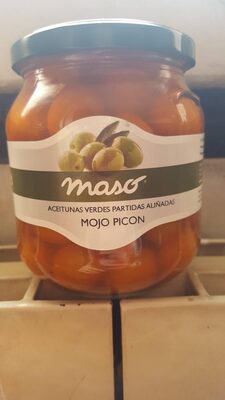 maso
ACEITUNAS VERDES PARTIDAS ALIÑADAS
MOJO PICON